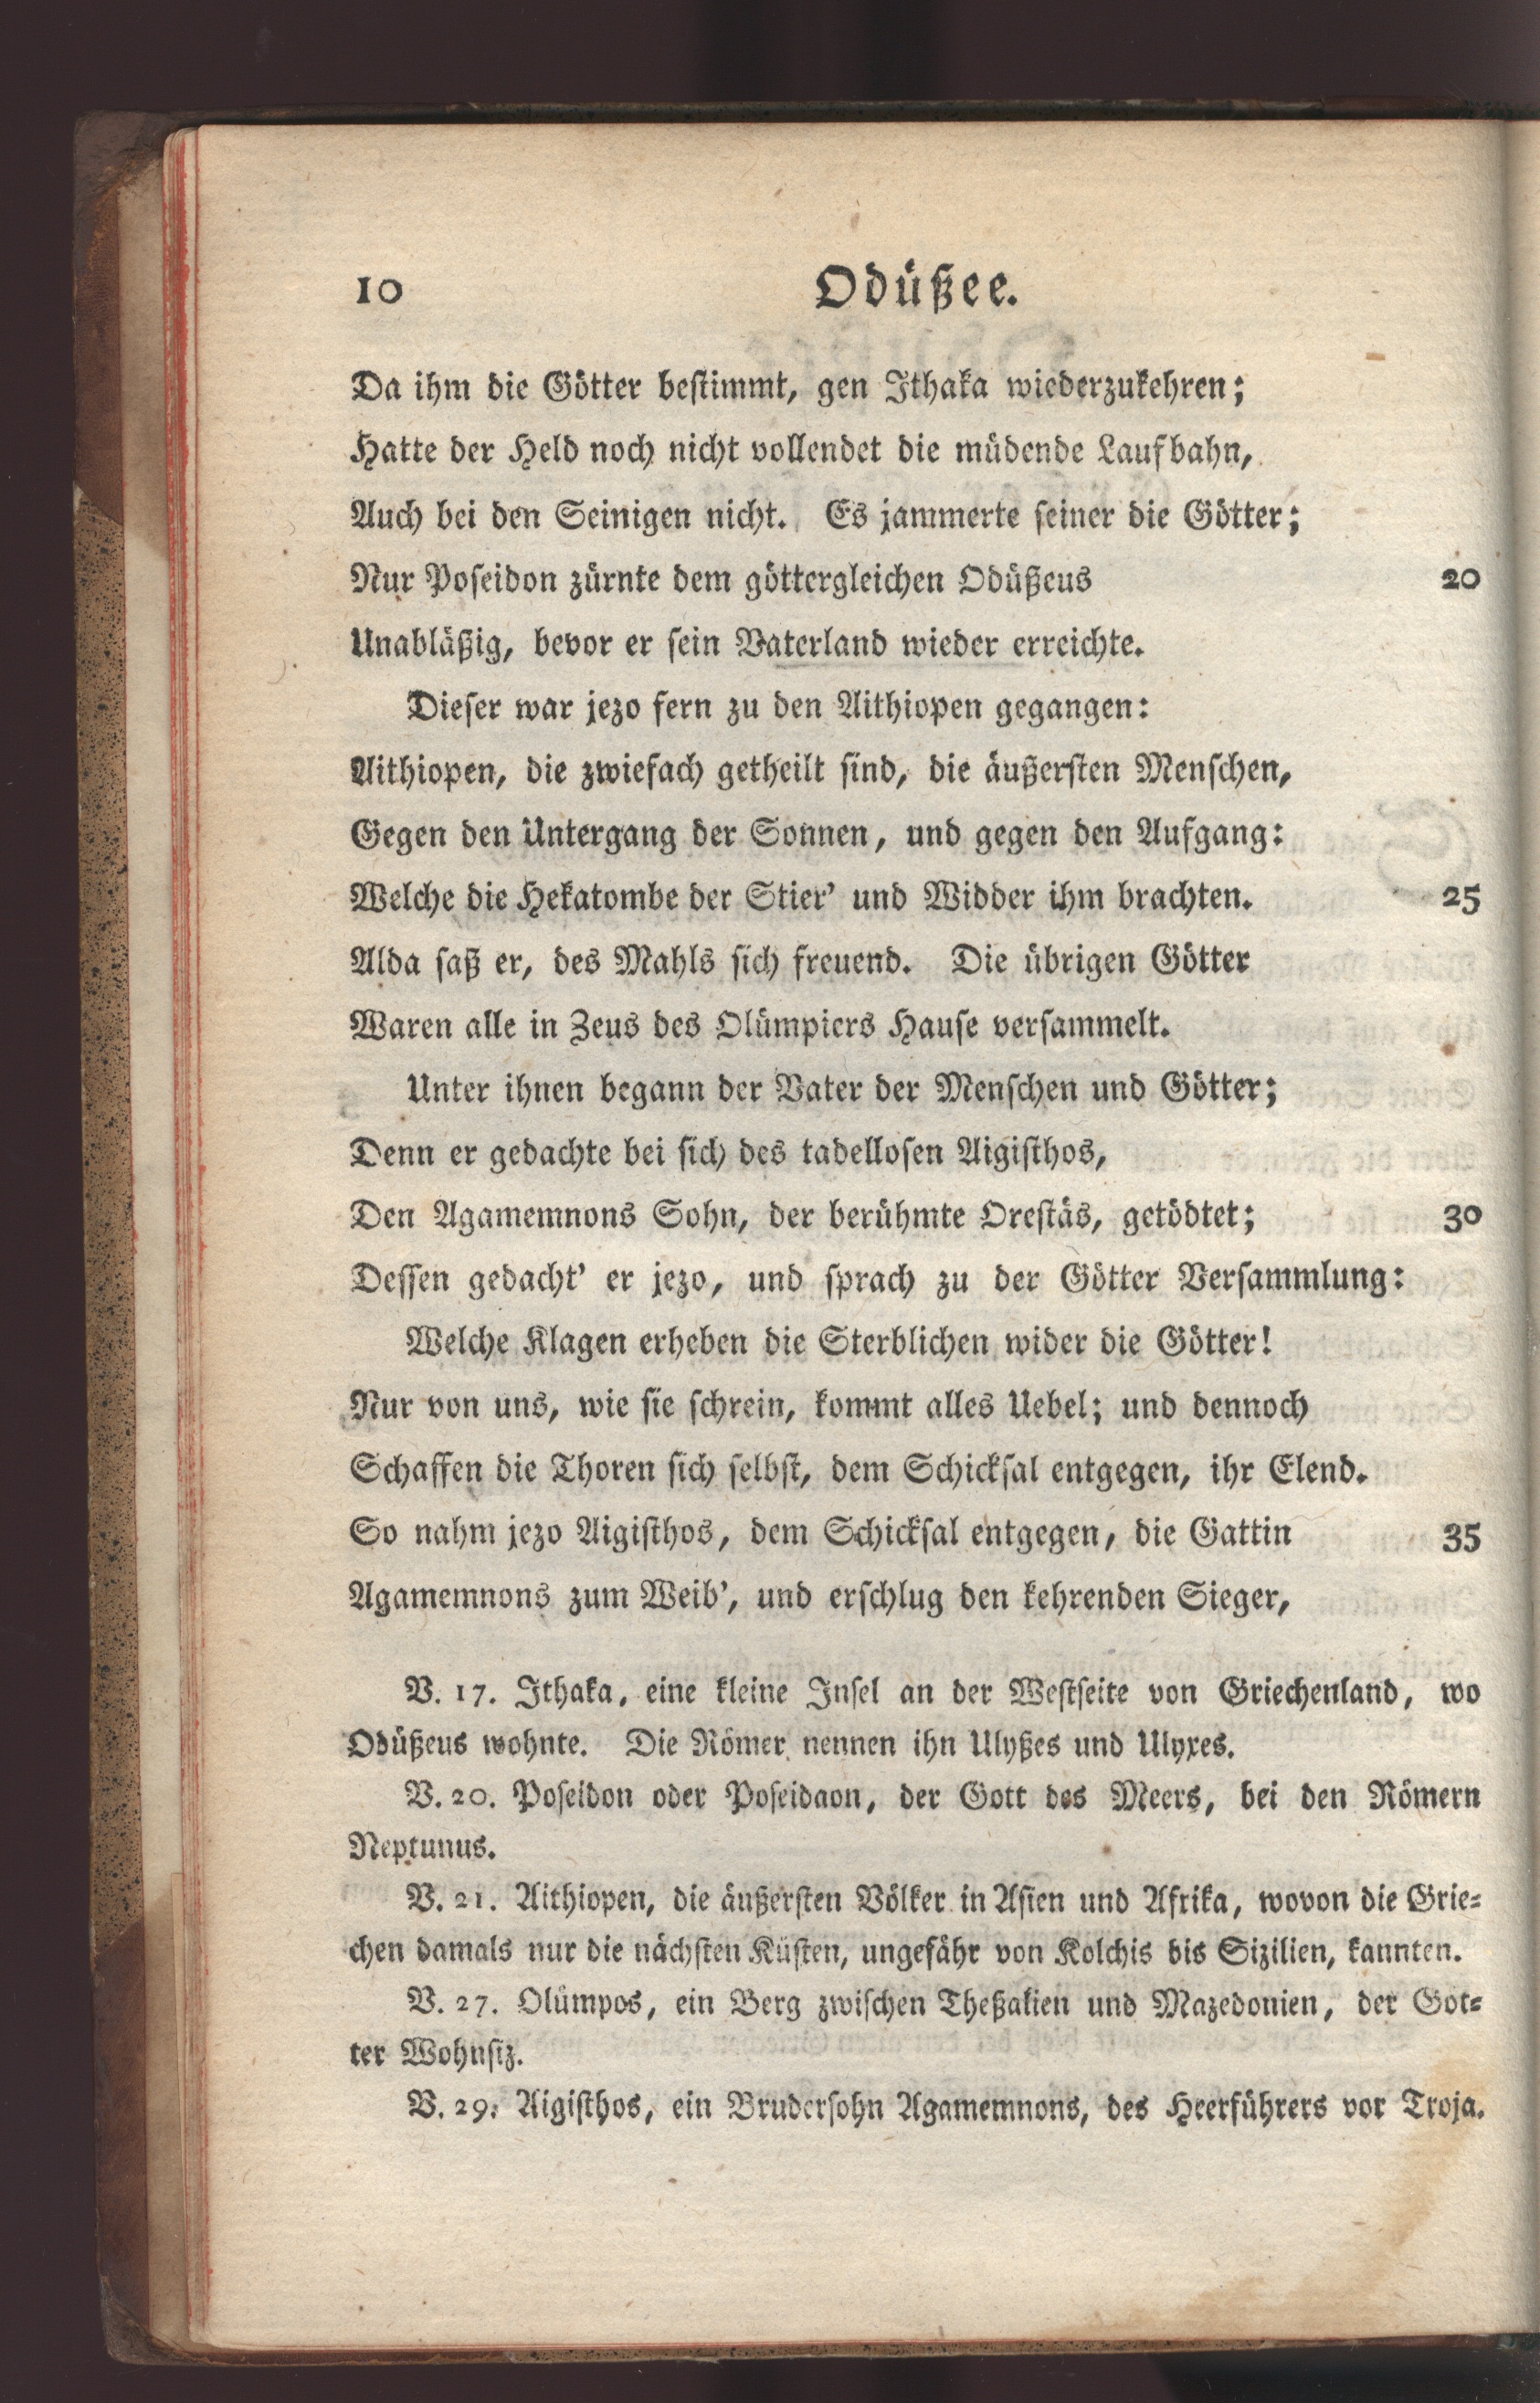 10 Odüßee.
Da ihm die Götter bestimmt, gen Ithaka wiederzukehren;
Hatte der Held noch nicht vollendet die müdende Laufbahn,
Auch bei den Seinigen nicht. Es jammerte seiner die Götter;
Nur Poseidon zürnte dem göttergleichen Odüßeus 20
Unabläßig, bevor er sein Vaterland wieder erreichte.
Dieser war jezo fern zu den Aithiopen gegangen:
Aithiopen, die zwiefach getheilt sind, die äußersten Menschen,
Gegen den Untergang der Sonnen, und gegen den Aufgang:
Welche die Hekatombe der Stier' und Widder ihm brachten. 25
Alda saß er, des Mahls sich freuend. Die übrigen Götter
Waren alle in Zeus des Olümpiers Hause versammelt.
Unter ihnen begann der Vater der Menschen und Götter;
Denn er gedachte bei sich des tadellosen Aigisthos,
Den Agamemnons Sohn, der berühmte Orestäs, getödtet; 30
Dessen gedacht' er jezo, und sprach zu der Götter Versammlung:
Welche Klagen erheben die Sterblichen wider die Götter!
Nur von uns, wie sie schrein, kommt alles Uebel; und dennoch
Schaffen die Thoren sich selbst, dem Schicksal entgegen, ihr Elend.
So nahm jezo Aigisthos, dem Schicksal entgegen, die Gattin 35
Agamemnons zum Weib', und erschlug den kehrenden Sieger,
V. 17. Ithaka, eine kleine Insel an der Westseite von Griechenland, wo
Odüßeus wohnte. Die Römer nennen ihn Ulyßes und Ulyxes.
V. 20. Poseidon oder Poseidaon, der Gott des Meers, bei den Römern
Neptunus.
V. 21. Aithiopen, die äußersten Völker in Asien und Afrika, wovon die Grie-
chen damals nur die nächsten Küsten, ungefähr von Kolchis bis Sizilien, kannten.
V. 27. Olümpos, ein Berg zwischen Theßalien und Mazedonien, der Göt-
ter Wohnsiz.
V. 29. Aigisthos, ein Brudersohn Agamemnons, des Heerführers vor Troja.